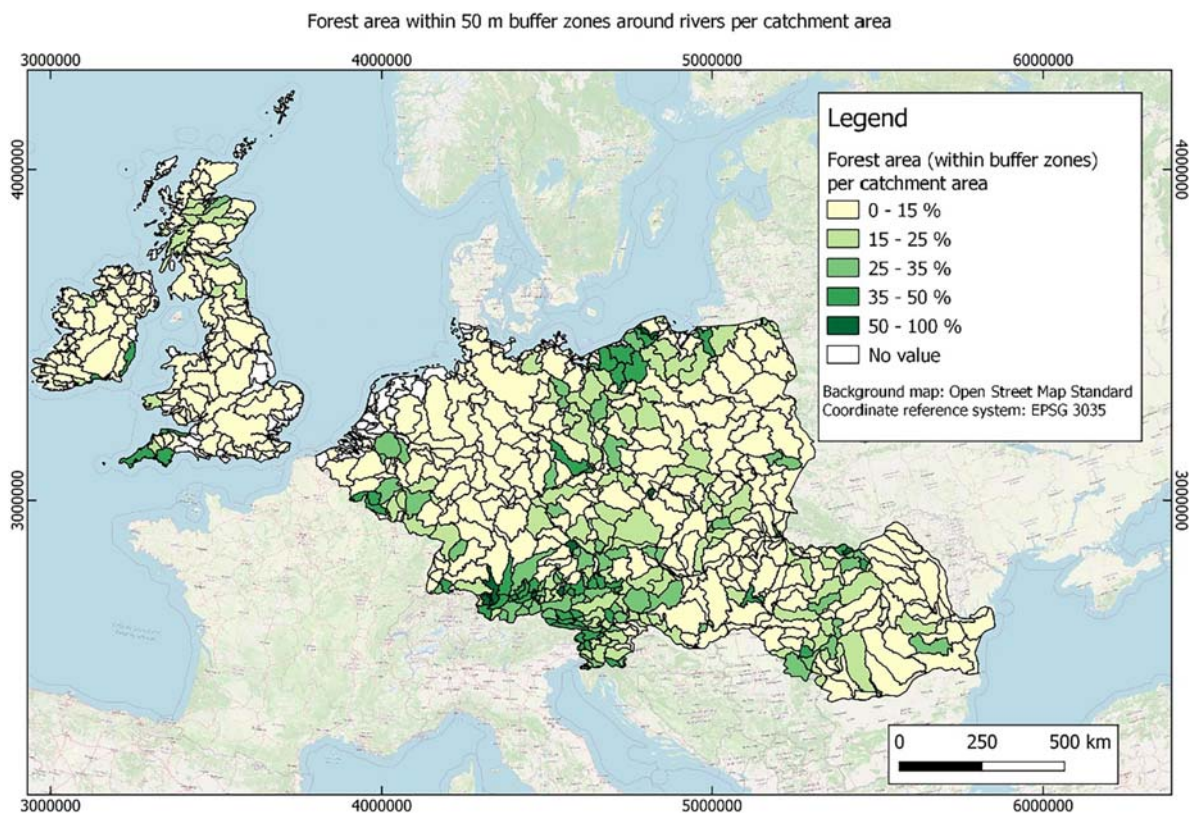 Forest area within 50 m buffer zones around rivers per catchment area
3000000 4000000 5000000 6000000
4000000 4000000
3000000 3000000
Legend
Forest area (within buffer zones)
per catchment area
0 - 15 %
15 - 25 %
25 - 35 %
35 - 50 %
50 - 100 %
No value
Background map: Open Street Map Standard
Coordinate reference system: EPSG 3035
0 250 500 km
3000000 4000000 5000000 6000000